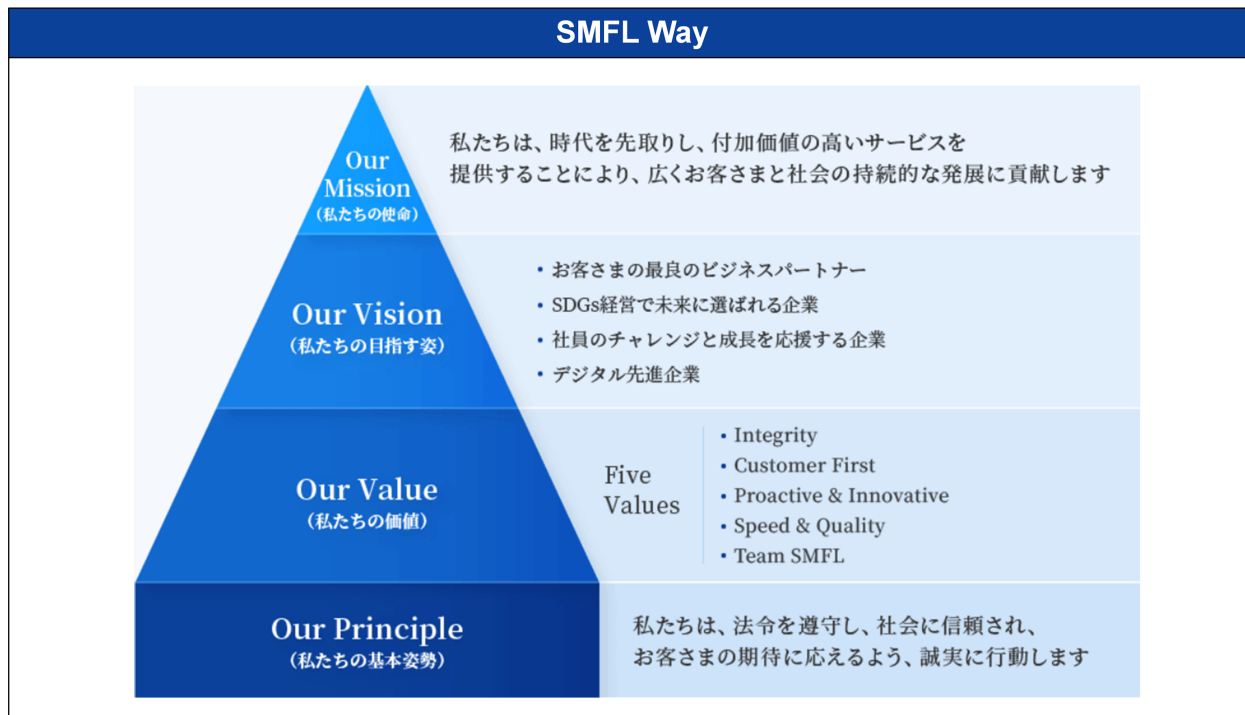 SMFL Way
Our
Mission
（私たちの使命）
私たちは、時代を先取りし、付加価値の高いサービスを
提供することにより、広くお客さまと社会の持続的な発展に貢献します
Our Vision
（私たちの目指す姿）
・お客さまの最良のビジネスパートナー
・SDGs経営で未来に選ばれる企業
・社員のチャレンジと成長を応援する企業
・デジタル先進企業
Our Value
（私たちの価値）
Five
Values
・Integrity
・Customer First
・Proactive & Innovative
・Speed & Quality
・Team SMFL
Our Principle
（私たちの基本姿勢）
私たちは、法令を遵守し、社会に信頼され、
お客さまの期待に応えるよう、誠実に行動します